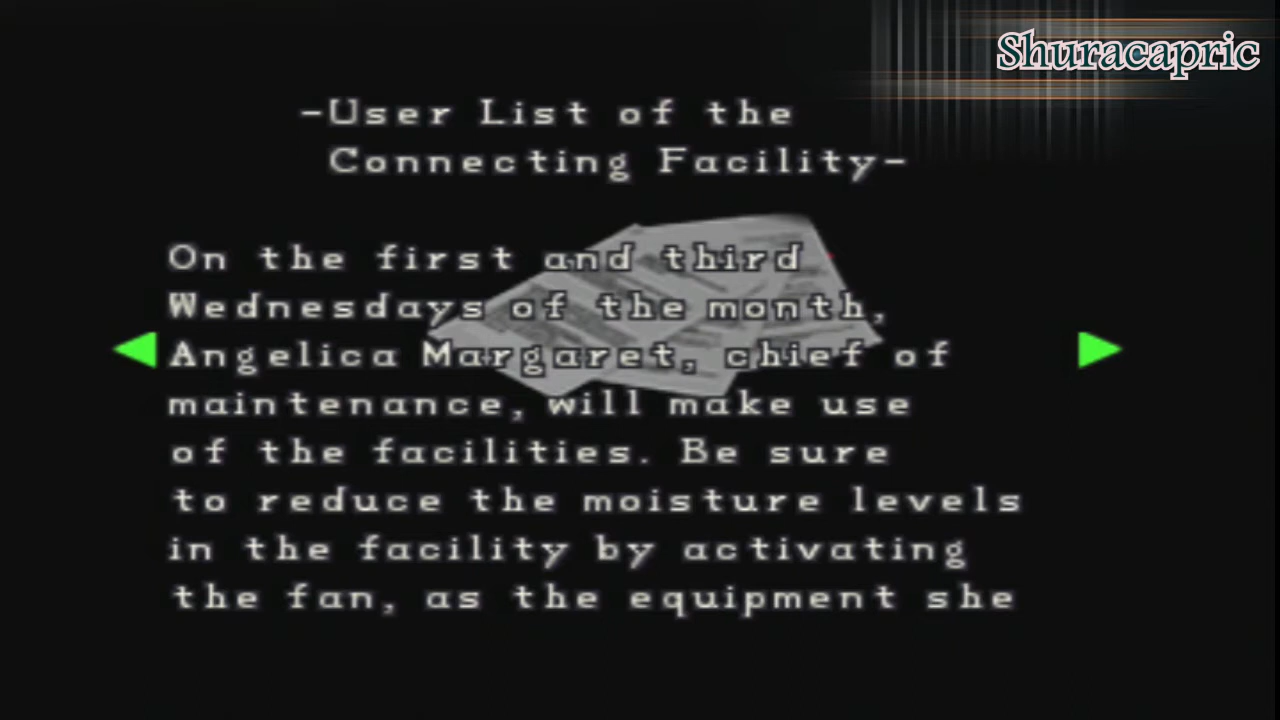 Shuracapric
-User List of the
Connecting Facility-
On the first and third
Wednesdays of the month,
Angelica Margaret, chief of
maintenance, will make use
of the facilities. Be sure
to reduce the moisture levels
in the facility by activating
the fan, as the equipment she